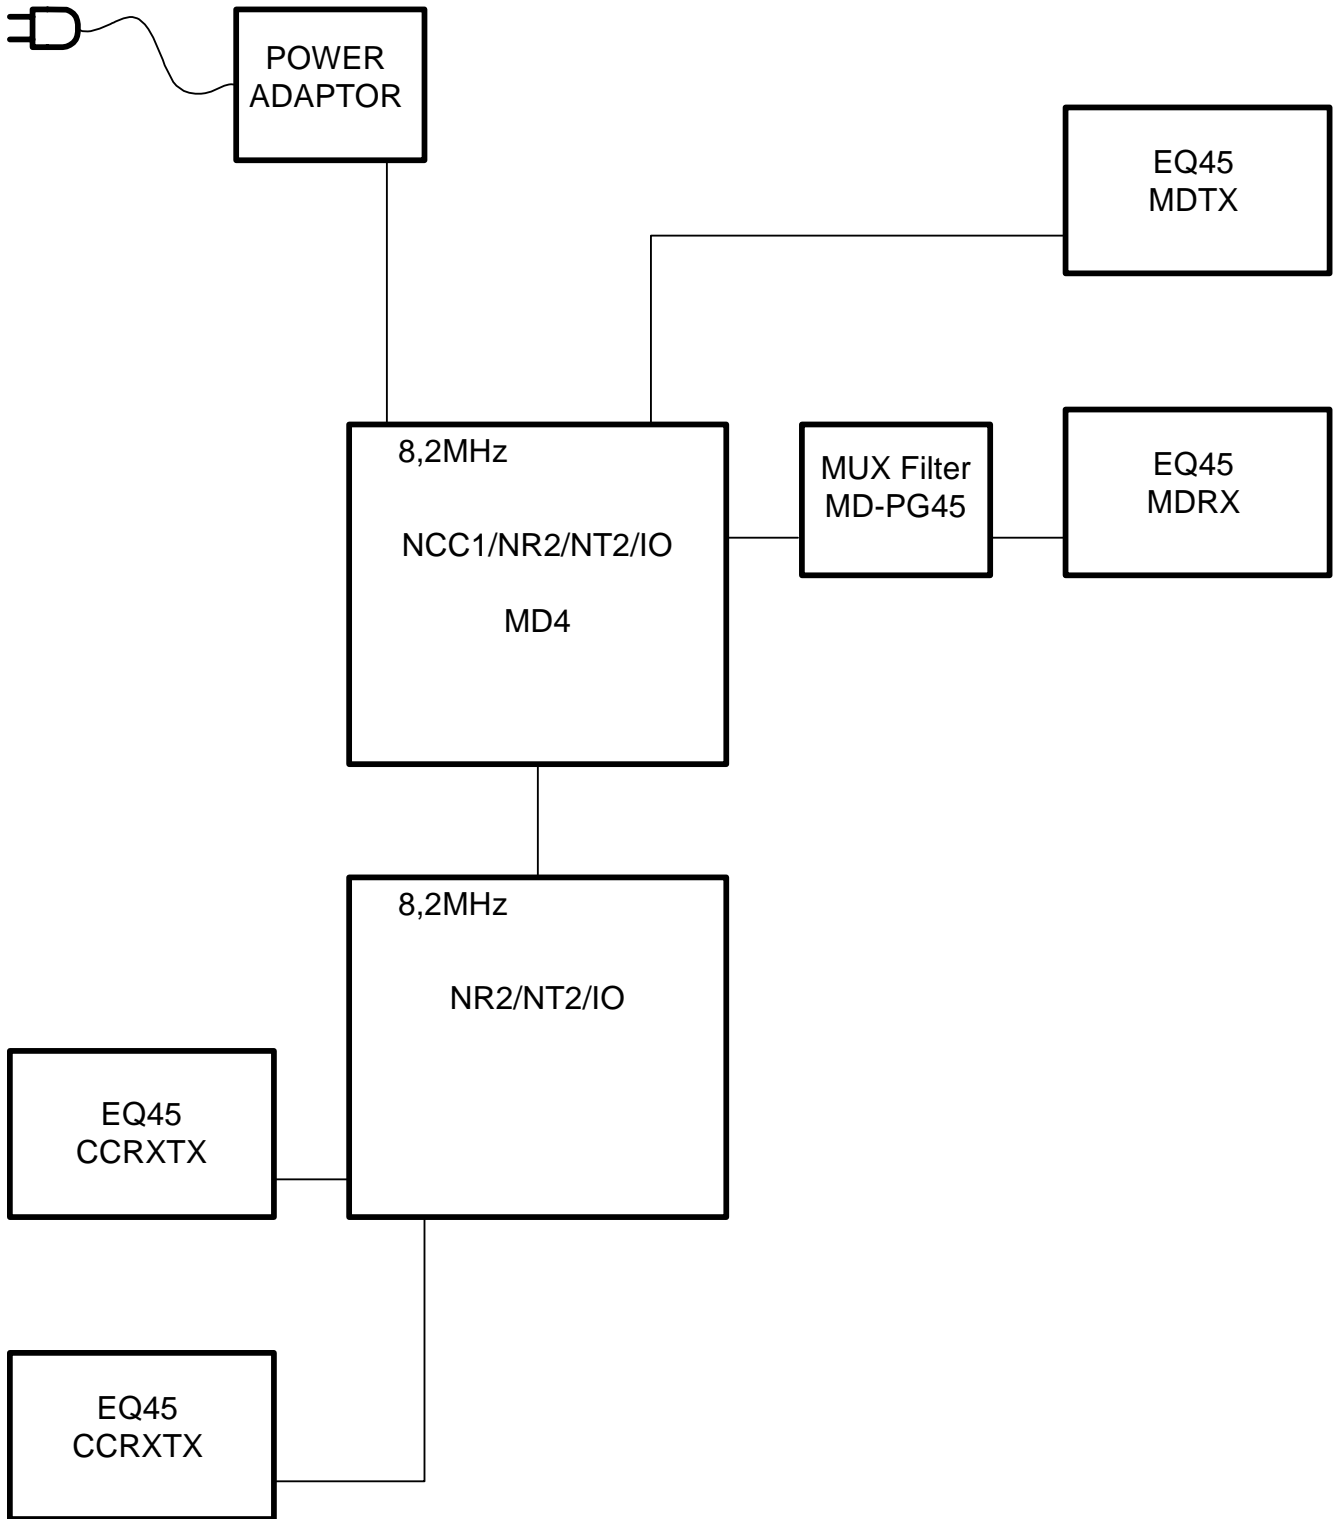 POWER
ADAPTOR
EQ45
MDTX
8,2MHz
NCC1/NR2/NT2/IO
MD4
MUX Filter
MD-PG45
EQ45
MDRX
8,2MHz
NR2/NT2/IO
EQ45
CCRXTX
EQ45
CCRXTX